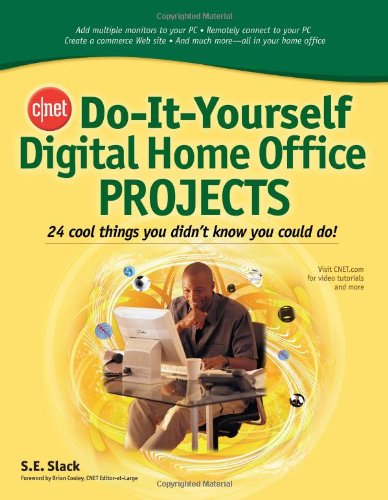 Copyrighted Material
Add multiple monitors to your PC • Remotely connect to your PC
Create a commerce Web site • And much more—all in your home office
c|net
Do-It-Yourself
Digital Home Office
PROJECTS
24 cool things you didn't know you could do!
Visit CNET.com
for video tutorials
and more
S.E. Slack
Foreword by Brian Cooley, CNET Editor-at-Large
Copyrighted Material